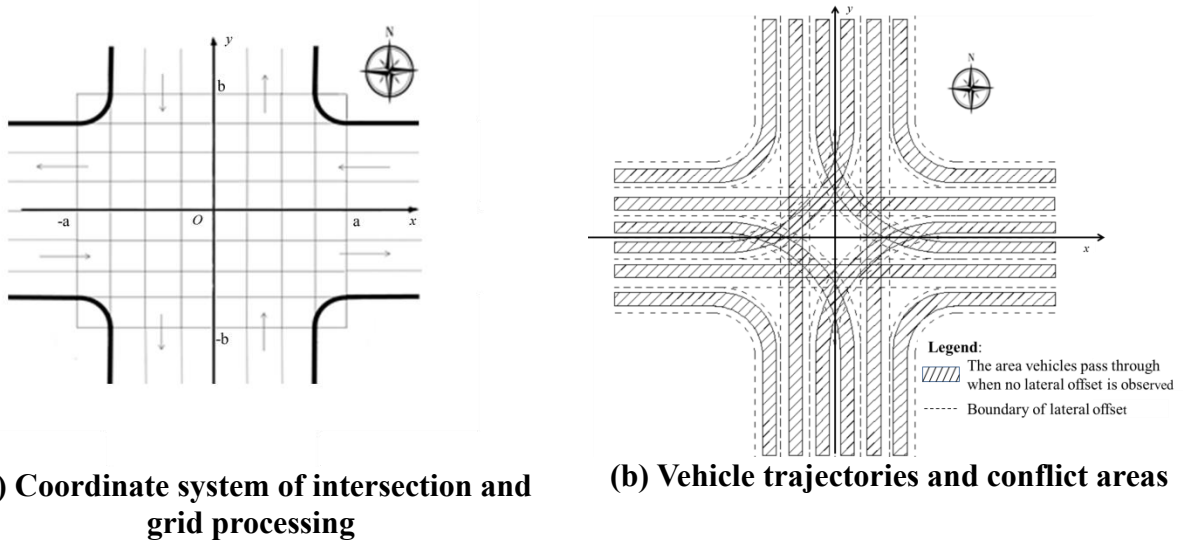 y
N
b
-a
O
a
x
-b
) Coordinate system of intersection and
grid processing
y
N
x
Legend:
The area vehicles pass through
when no lateral offset is observed
Boundary of lateral offset
(b) Vehicle trajectories and conflict areas